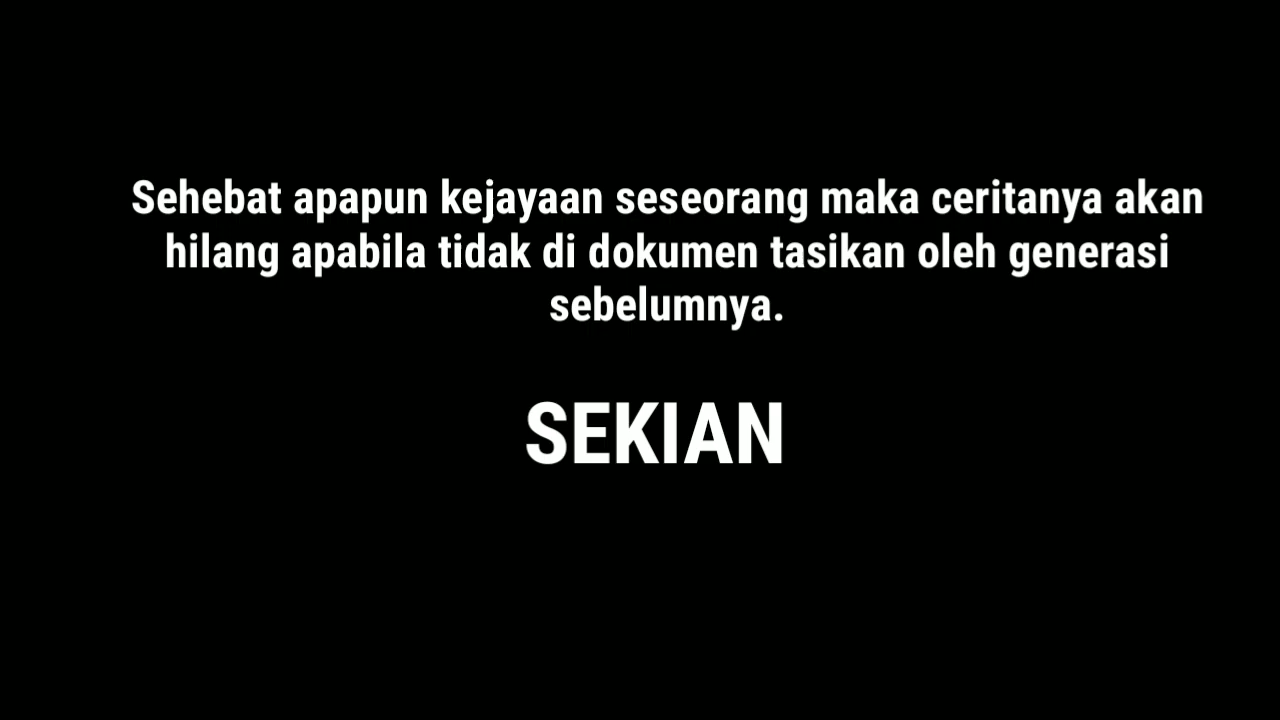 Sehebat apapun kejayaan seseorang maka ceritanya akan
hilang apabila tidak di dokumen tasikan oleh generasi
sebelumnya.
SEKIAN